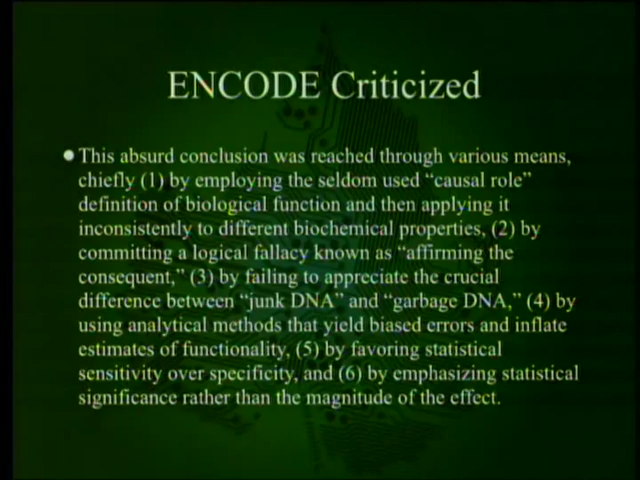 ENCODE Criticized
This absurd conclusion was reached through various means,
chiefly (1) by employing the seldom used “causal role”
definition of biological function and then applying it
inconsistently to different biochemical properties, (2) by
committing a logical fallacy known as “affirming the
consequent,” (3) by failing to appreciate the crucial
difference between “junk DNA” and “garbage DNA,” (4) by
using analytical methods that yield biased errors and inflate
estimates of functionality, (5) by favoring statistical
sensitivity over specificity, and (6) by emphasizing statistical
significance rather than the magnitude of the effect.